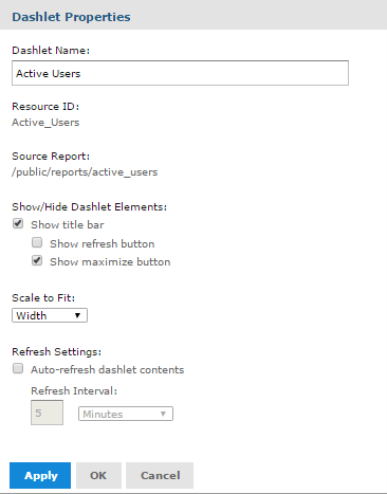 Dashlet Properties
Dashlet Name:
Active Users
Resource ID:
Active_Users
Source Report:
/public/reports/active_users
Show/Hide Dashlet Elements:
Show title bar
Show refresh button
Show maximize button
Scale to Fit:
Width
Refresh Settings:
Auto-refresh dashlet contents
Refresh Interval:
5 Minutes
Apply OK Cancel